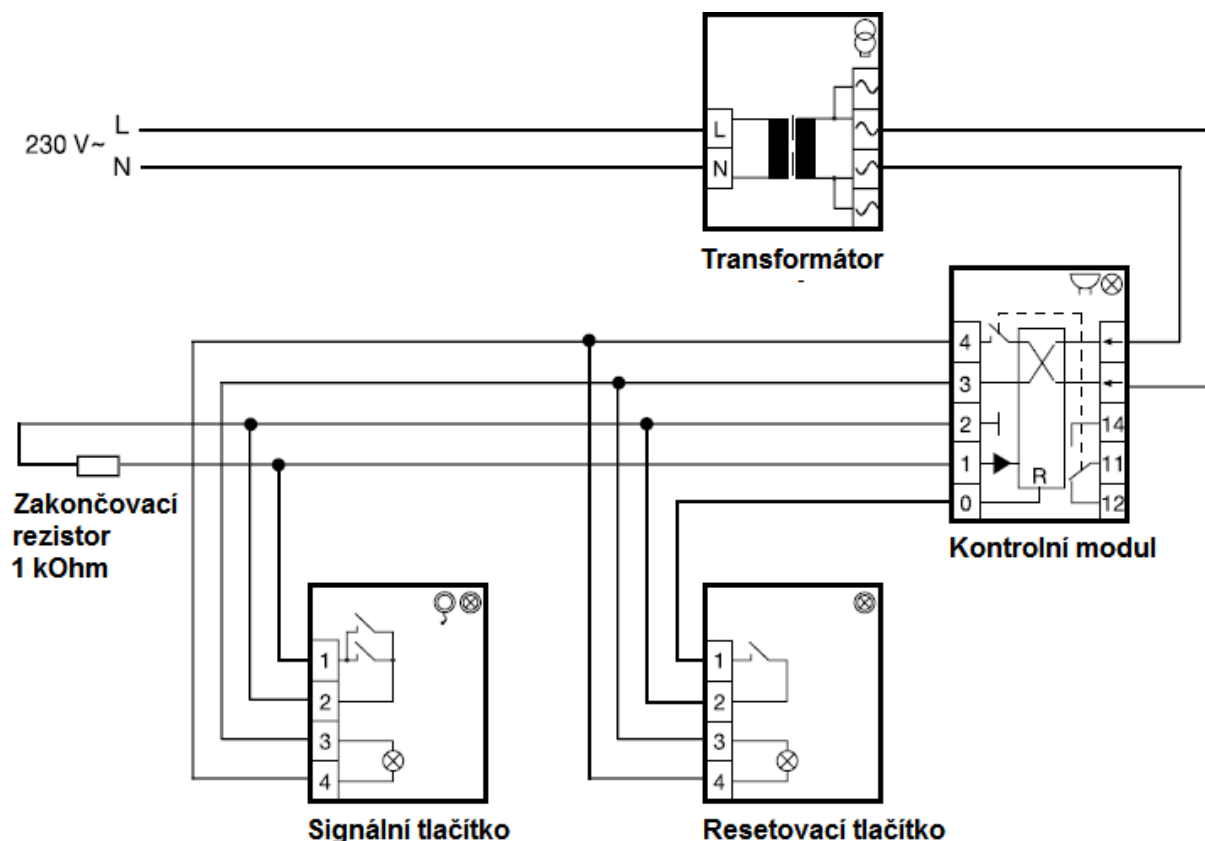 L
230 V~
N
L
N
Transformátor
4
3
2
1
0
R
14
11
12
Zakončovací
rezistor
1 kOhm
Kontrolní modul
1
2
3
4
1
2
3
4
Signální tlačítko
Resetovací tlačítko